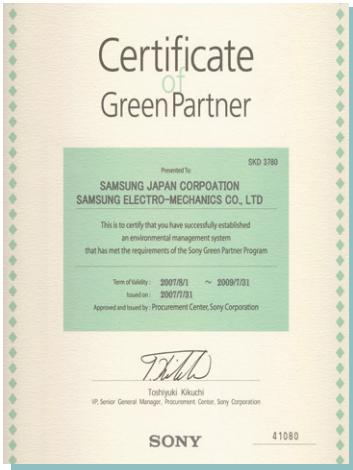 Certificate
of
Green Partner
SKD 3780
Presented To
SAMSUNG JAPAN CORPOATION
SAMSUNG ELECTRO-MECHANICS CO., LTD
This is to certify that you have successfully established
an environmental management system
that has met the requirements of the Sony Green Partner Program
Term of Validity : 2007/8/1 ~ 2009/7/31
Issued on : 2007/7/31
Approved and Issued by : Procurement Center, Sony Corporation
Toshiyuki Kikuchi
VP, Senior General Manager, Procurement Center, Sony Corporation
SONY
41080